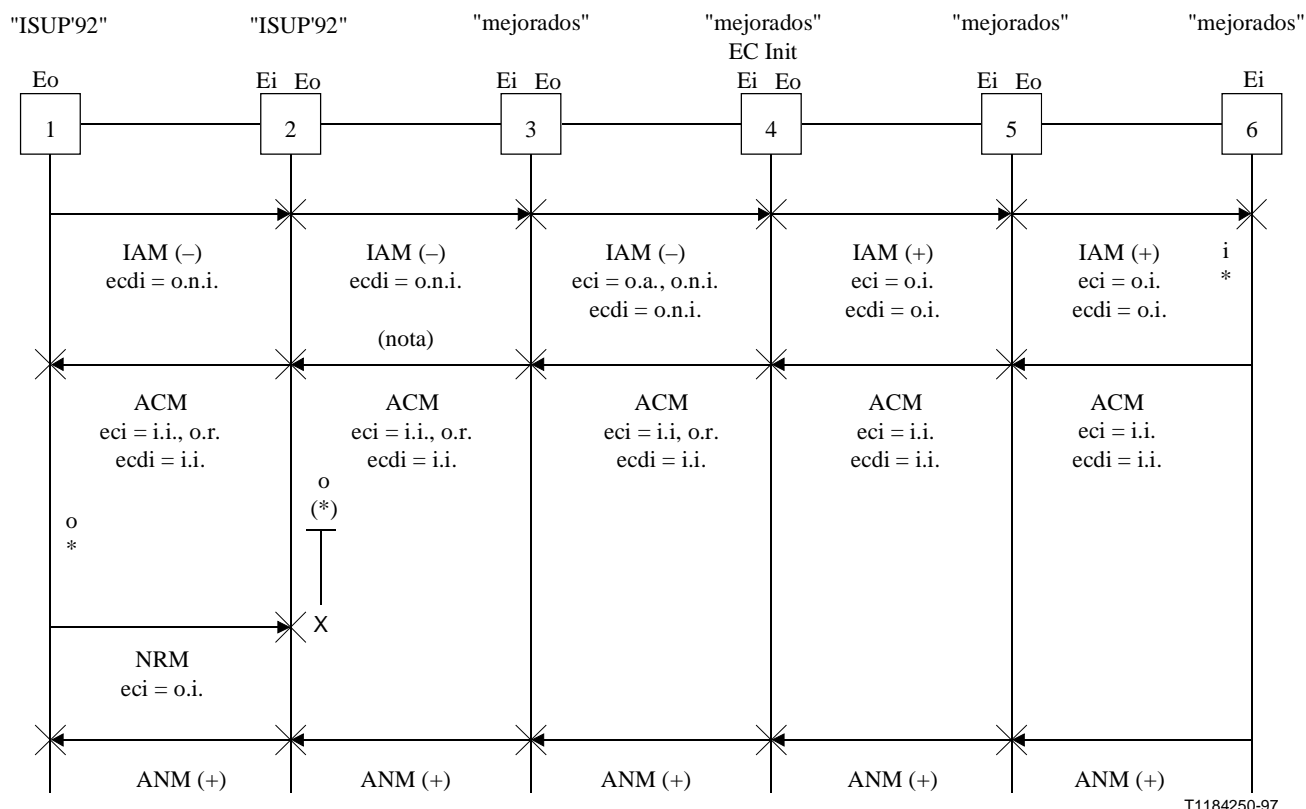 "ISUP'92" "ISUP'92" "mejorados" "mejorados" "mejorados" "mejorados"
EC Init
Eo Ei Eo Ei Eo Ei Eo Ei Eo Ei
1 2 3 4 5 6
IAM (–) IAM (–) IAM (–) IAM (+) IAM (+) i
ecdi = o.n.i. ecdi = o.n.i. eci = o.a., o.n.i. eci = o.i. eci = o.i. *
ecdi = o.n.i. ecdi = o.i. ecdi = o.i.
(nota)
ACM ACM ACM ACM ACM
eci = i.i., o.r. eci = i.i., o.r. eci = i.i, o.r. eci = i.i. eci = i.i.
ecdi = i.i. ecdi = i.i. ecdi = i.i. ecdi = i.i. ecdi = i.i.
o
(*)
o
*
X
NRM
eci = o.i.
ANM (+) ANM (+) ANM (+) ANM (+) ANM (+)
T1184250-97